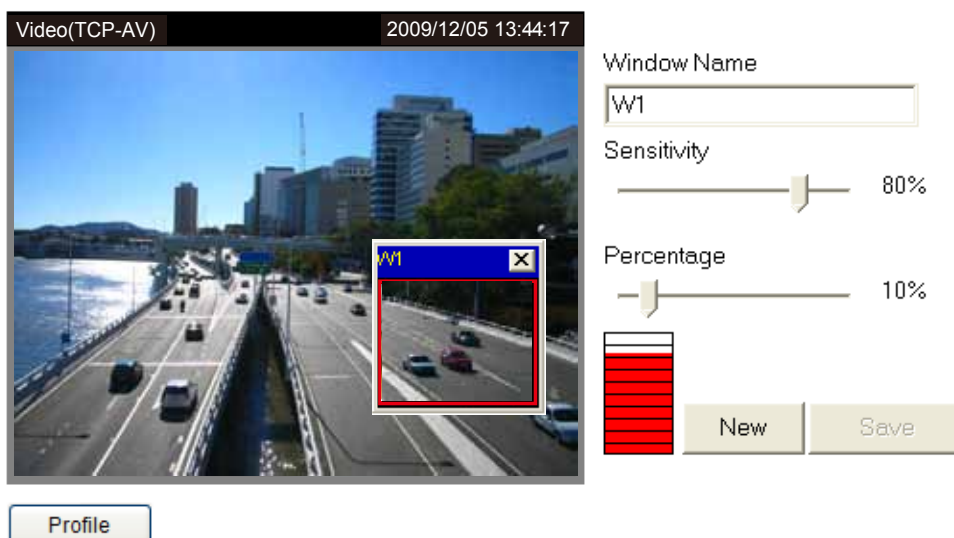 Video(TCP-AV) 2009/12/05 13:44:17
Window Name
W1
Sensitivity
80%
W1
Percentage
10%
New Save
Profile